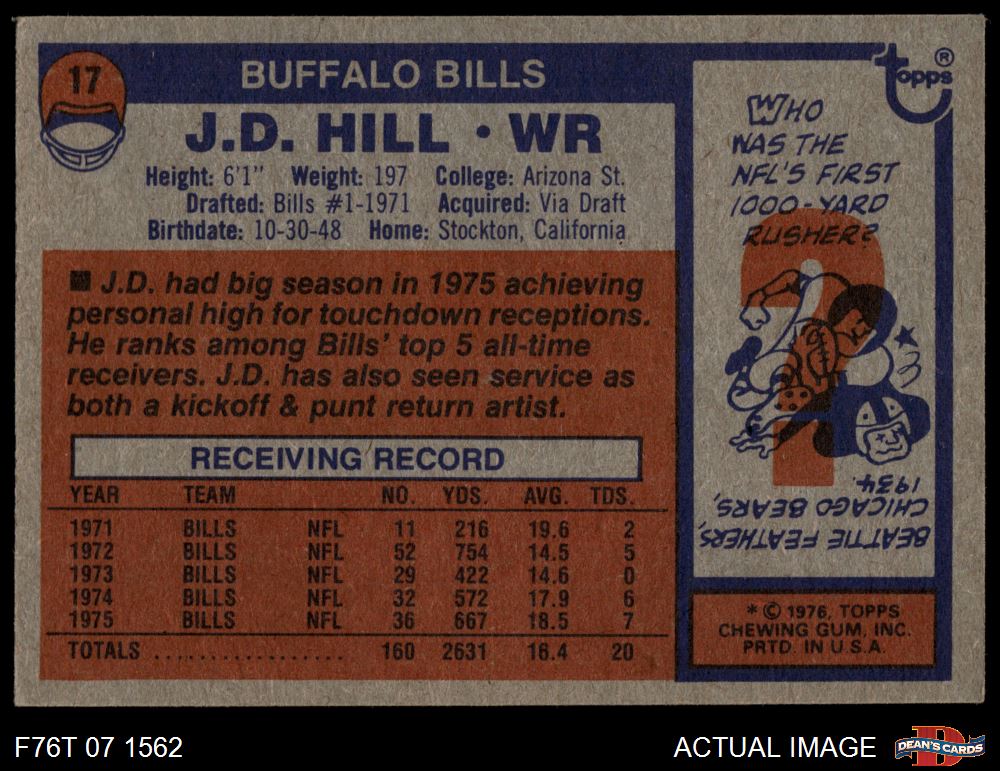 17
BUFFALO BILLS
J.D. HILL • WR
Height: 6'1" Weight: 197 College: Arizona St.
Drafted: Bills #1-1971 Acquired: Via Draft
Birthdate: 10-30-48 Home: Stockton, California
■ J.D. had big season in 1975 achieving
personal high for touchdown receptions.
He ranks among Bills' top 5 all-time
receivers. J.D. has also seen service as
both a kickoff & punt return artist.
RECEIVING RECORD
YEAR TEAM NO. YDS. AVG. TDS.
1971 BILLS NFL 11 216 19.6 2
1972 BILLS NFL 52 754 14.5 5
1973 BILLS NFL 29 422 14.6 0
1974 BILLS NFL 32 572 17.9 6
1975 BILLS NFL 36 667 18.5 7
TOTALS .................. 160 2631 16.4 20
topps®
WHO
WAS THE
NFL'S FIRST
1000-YARD
RUSHER?
?
BEATTIE FEATHERS,
CHICAGO BEARS,
1934.
* © 1976, TOPPS
CHEWING GUM, INC.
PRTD. IN U.S.A.
F76T 07 1562
ACTUAL IMAGE
D
DEAN'S CARDS